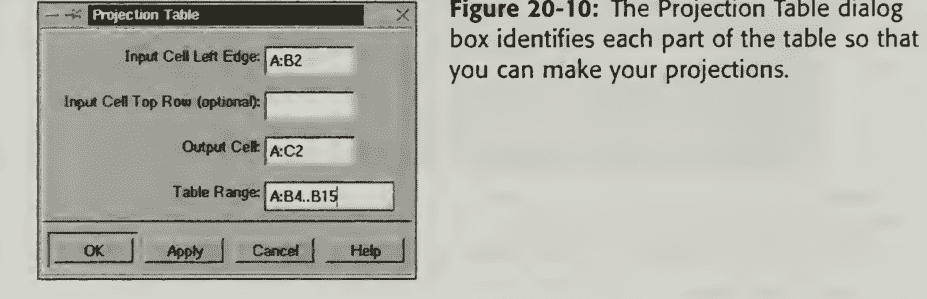 Projection Table
Input Cell Left Edge: A:B2
Input Cell Top Row (optional):
Output Cell: A:C2
Table Range: A:B4..B15
OK Apply Cancel Help
Figure 20-10: The Projection Table dialog
box identifies each part of the table so that
you can make your projections.